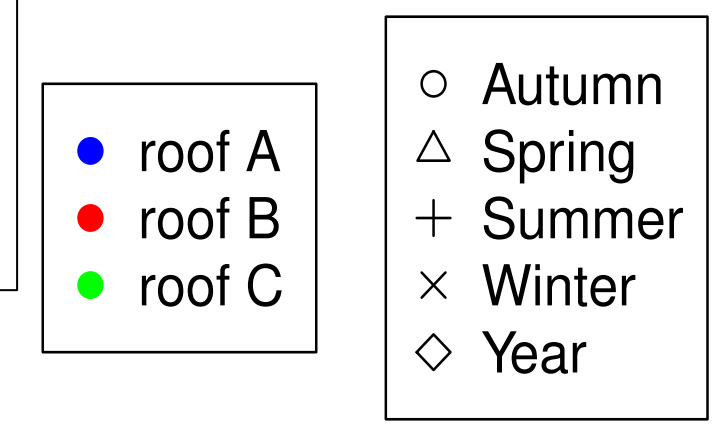 roof A
roof B
roof C
Autumn
Spring
Summer
Winter
Year